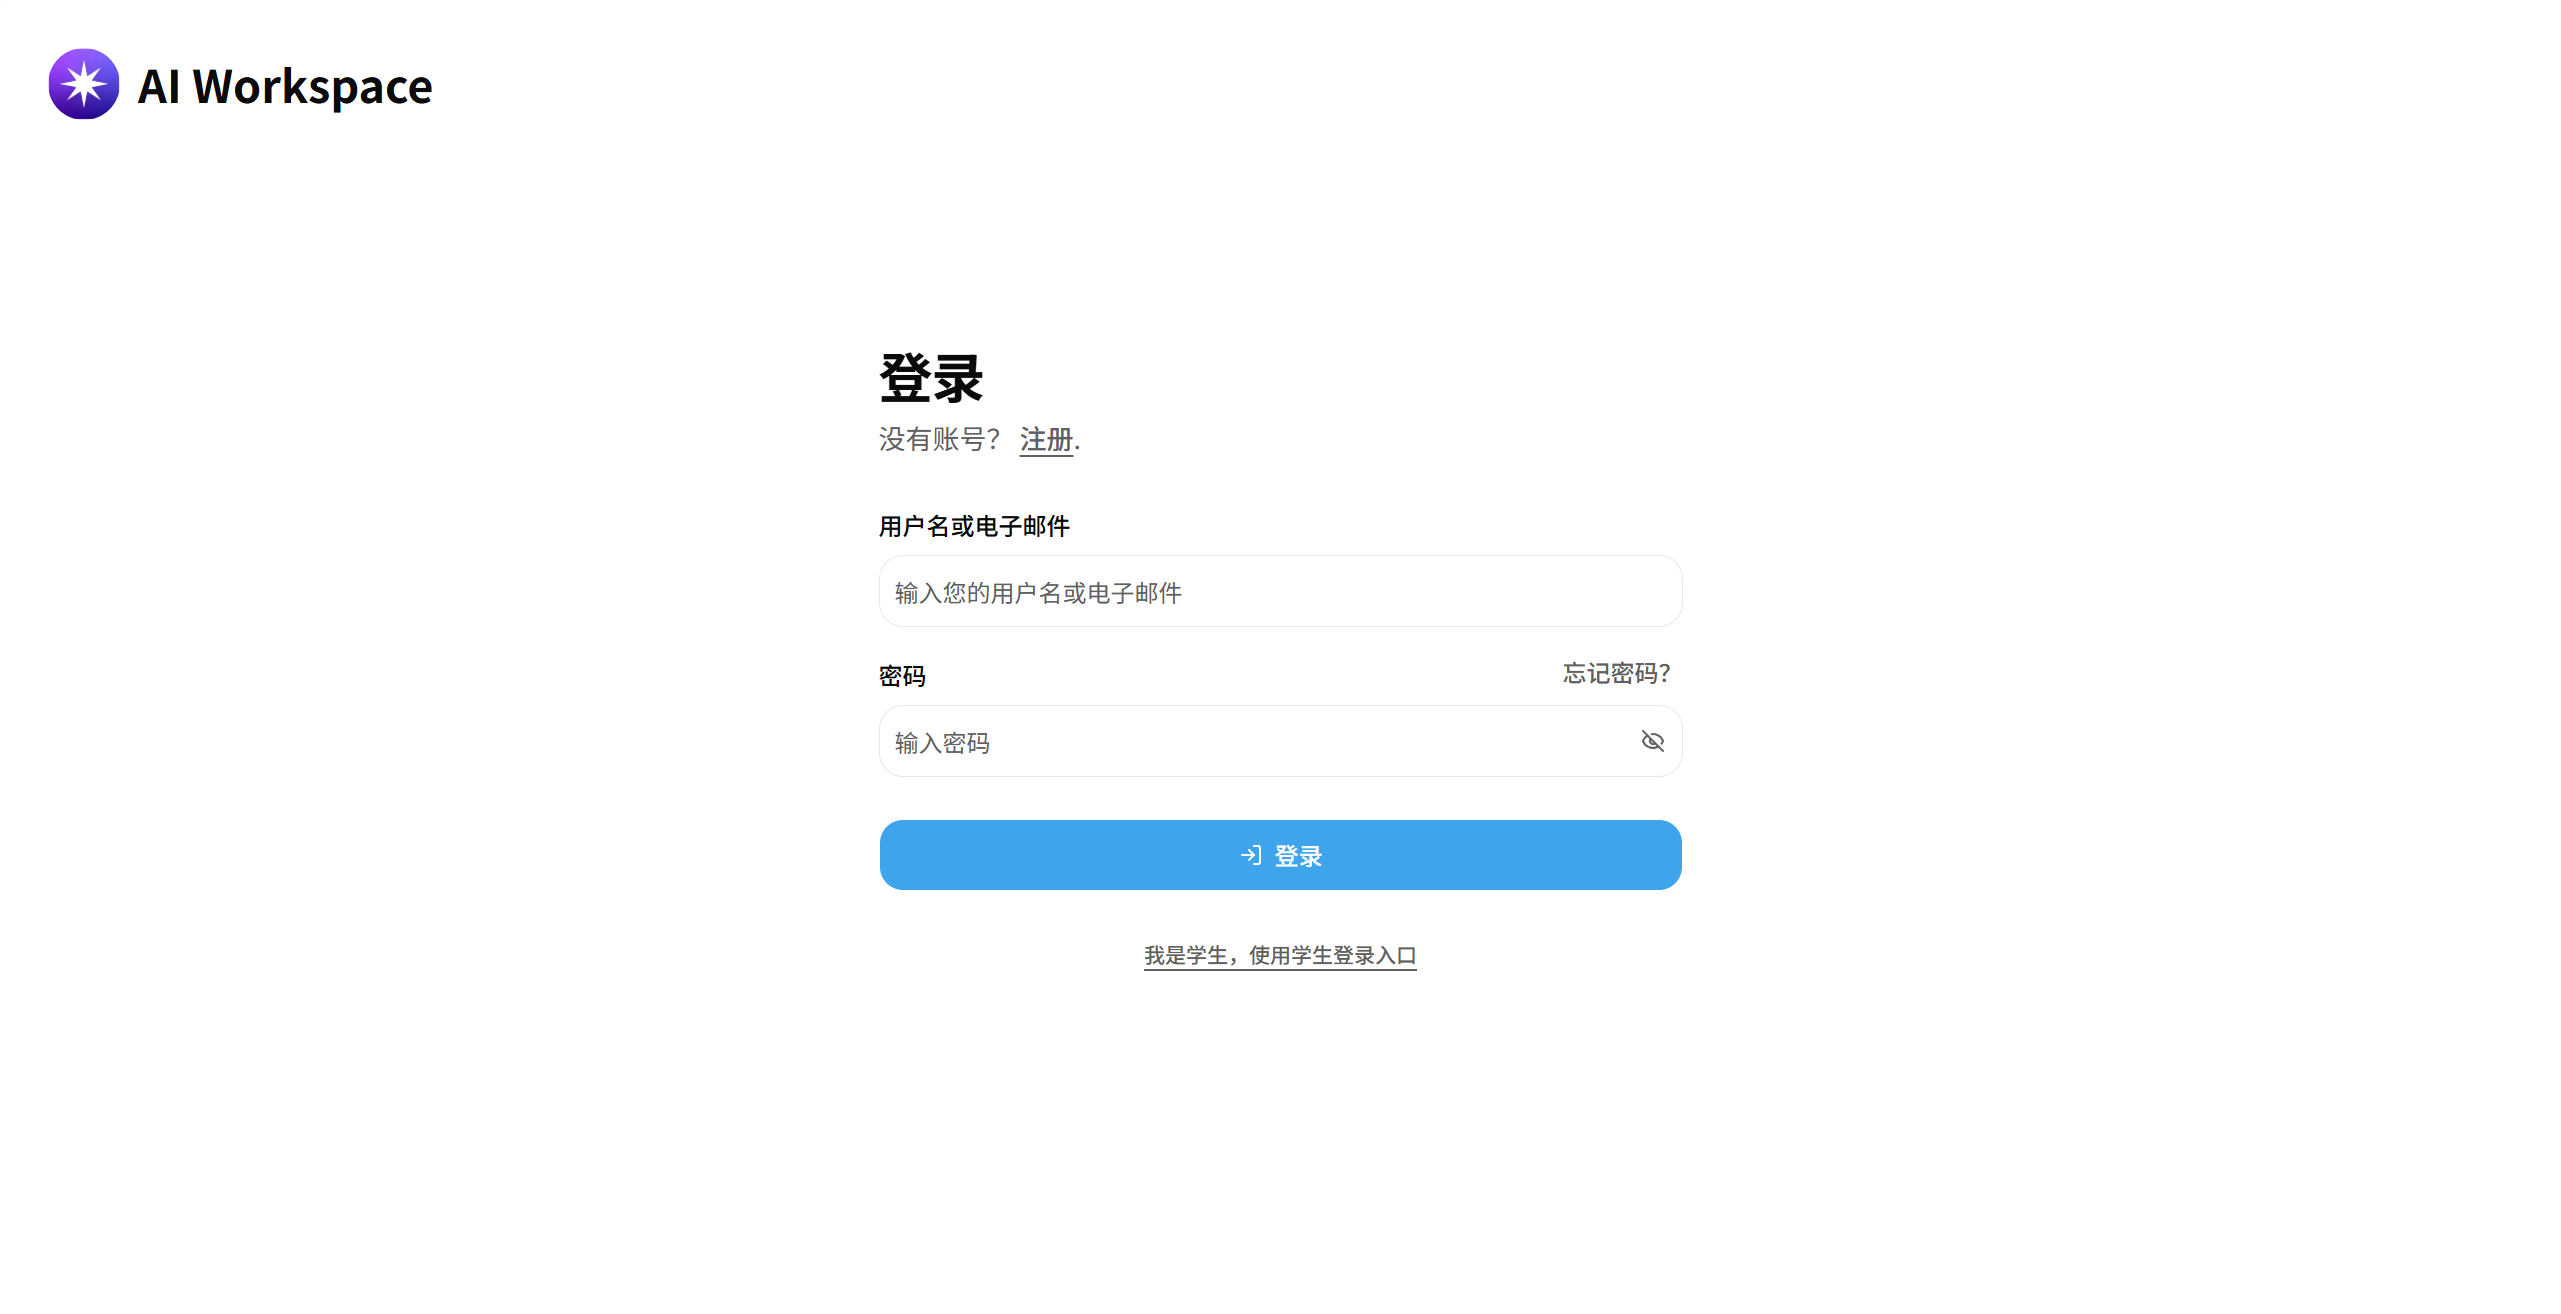 AI Workspace
登录
没有账号？ 注册.
用户名或电子邮件
输入您的用户名或电子邮件
密码
忘记密码?
输入密码
登录
我是学生，使用学生登录入口